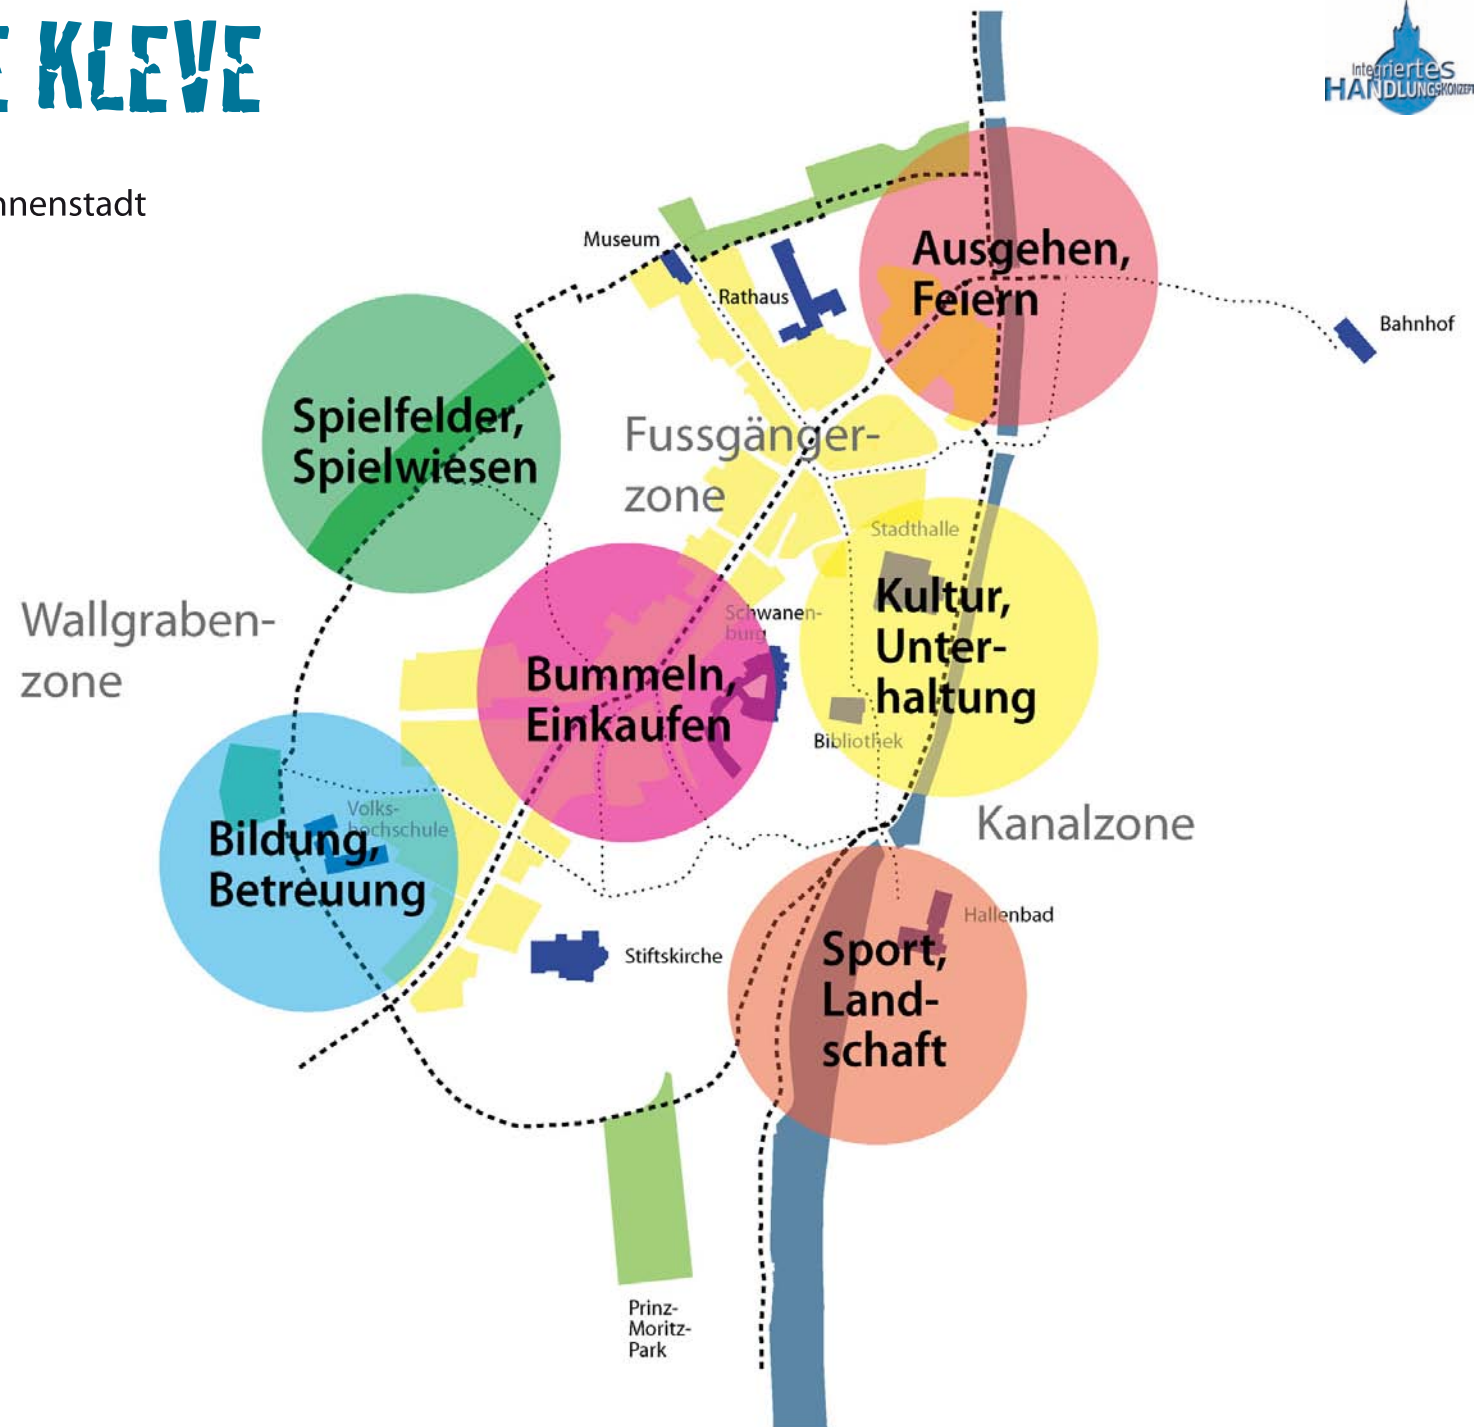 E KLEVE
Integriertes
HANDLUNGSKONZEPT
nnenstadt
Museum
Rathaus
Ausgehen,
Feiern
Bahnhof
Spielfelder,
Spielwiesen
Fussgänger-
zone
Stadthalle
Kultur,
Unter-
haltung
Wallgraben-
zone
Schwanen-
burg
Bummeln,
Einkaufen
Bibliothek
Volks-
hochschule
Bildung,
Betreuung
Kanalzone
Hallenbad
Sport,
Land-
schaft
Stiftskirche
Prinz-
Moritz-
Park